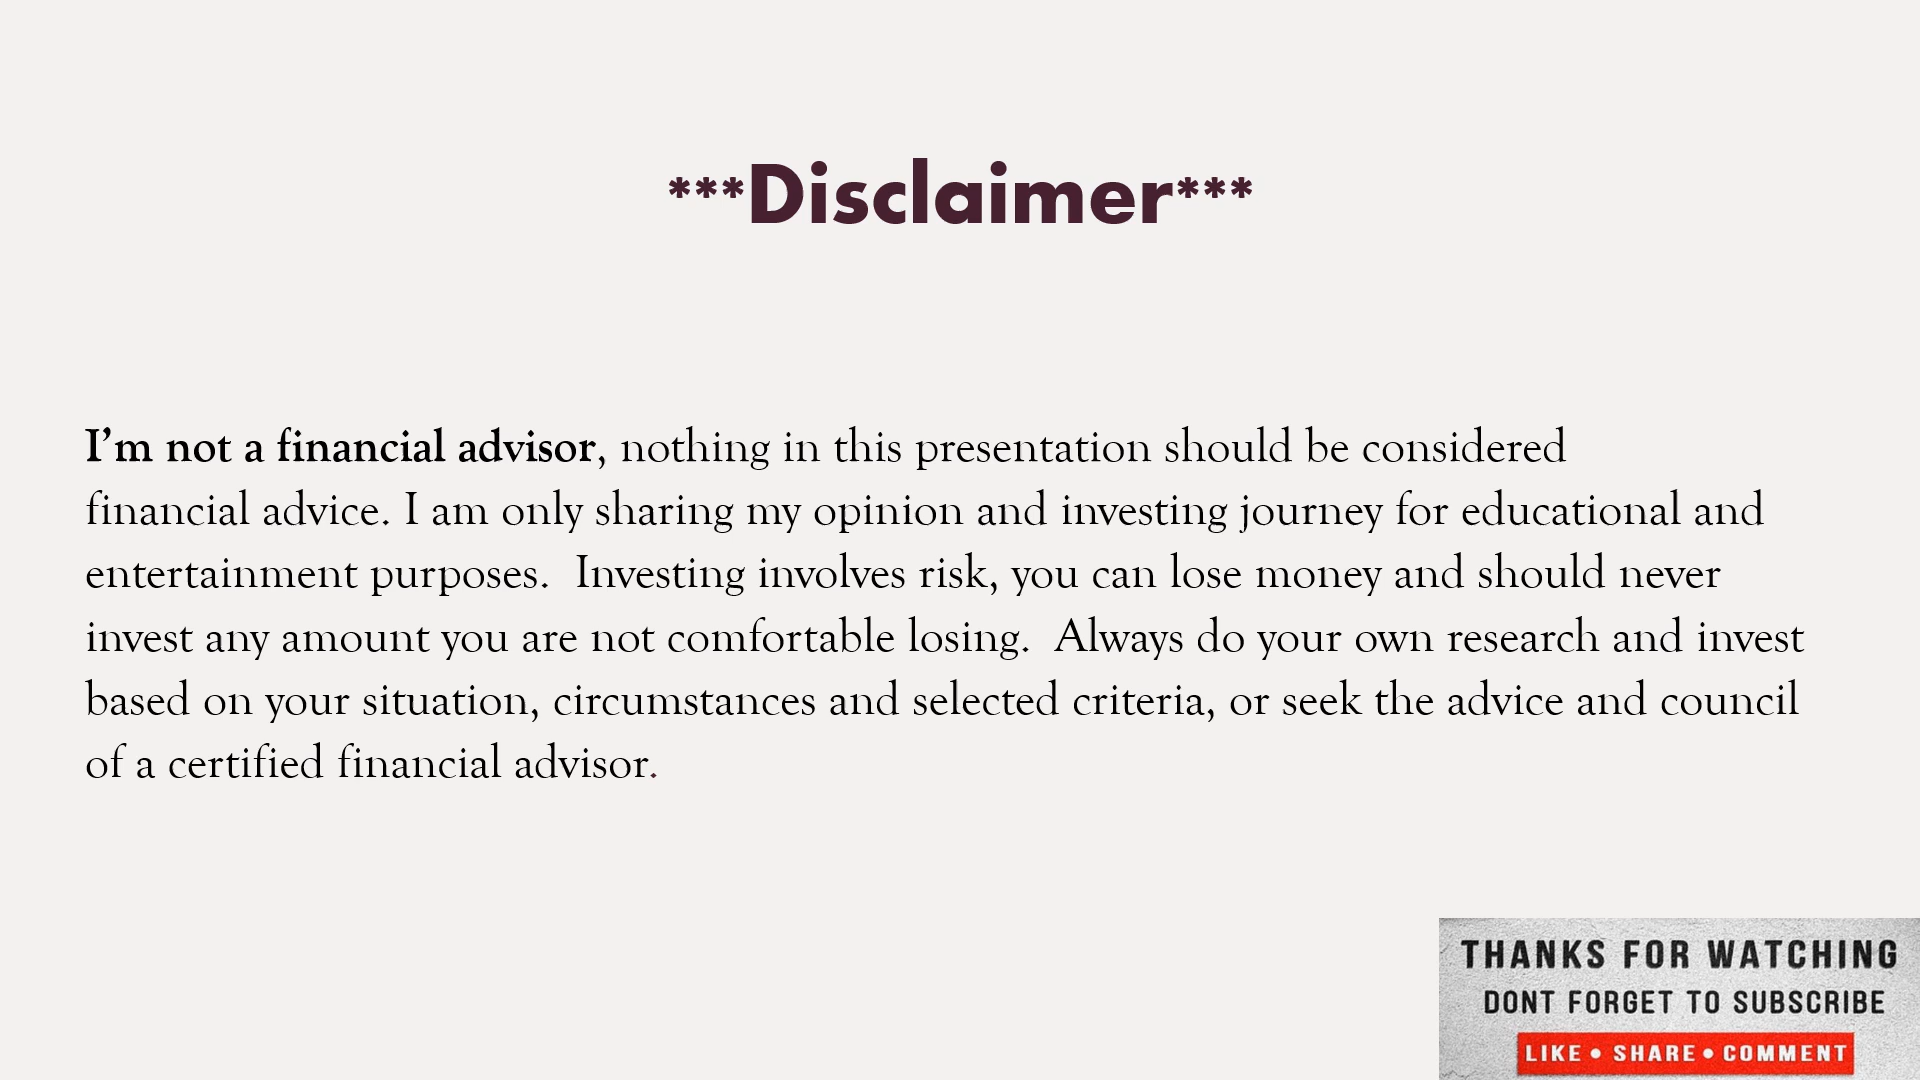 ***Disclaimer***
I’m not a financial advisor, nothing in this presentation should be considered
financial advice. I am only sharing my opinion and investing journey for educational and
entertainment purposes.  Investing involves risk, you can lose money and should never
invest any amount you are not comfortable losing.  Always do your own research and invest
based on your situation, circumstances and selected criteria, or seek the advice and council
of a certified financial advisor.
THANKS FOR WATCHING
DONT FORGET TO SUBSCRIBE
LIKE • SHARE • COMMENT